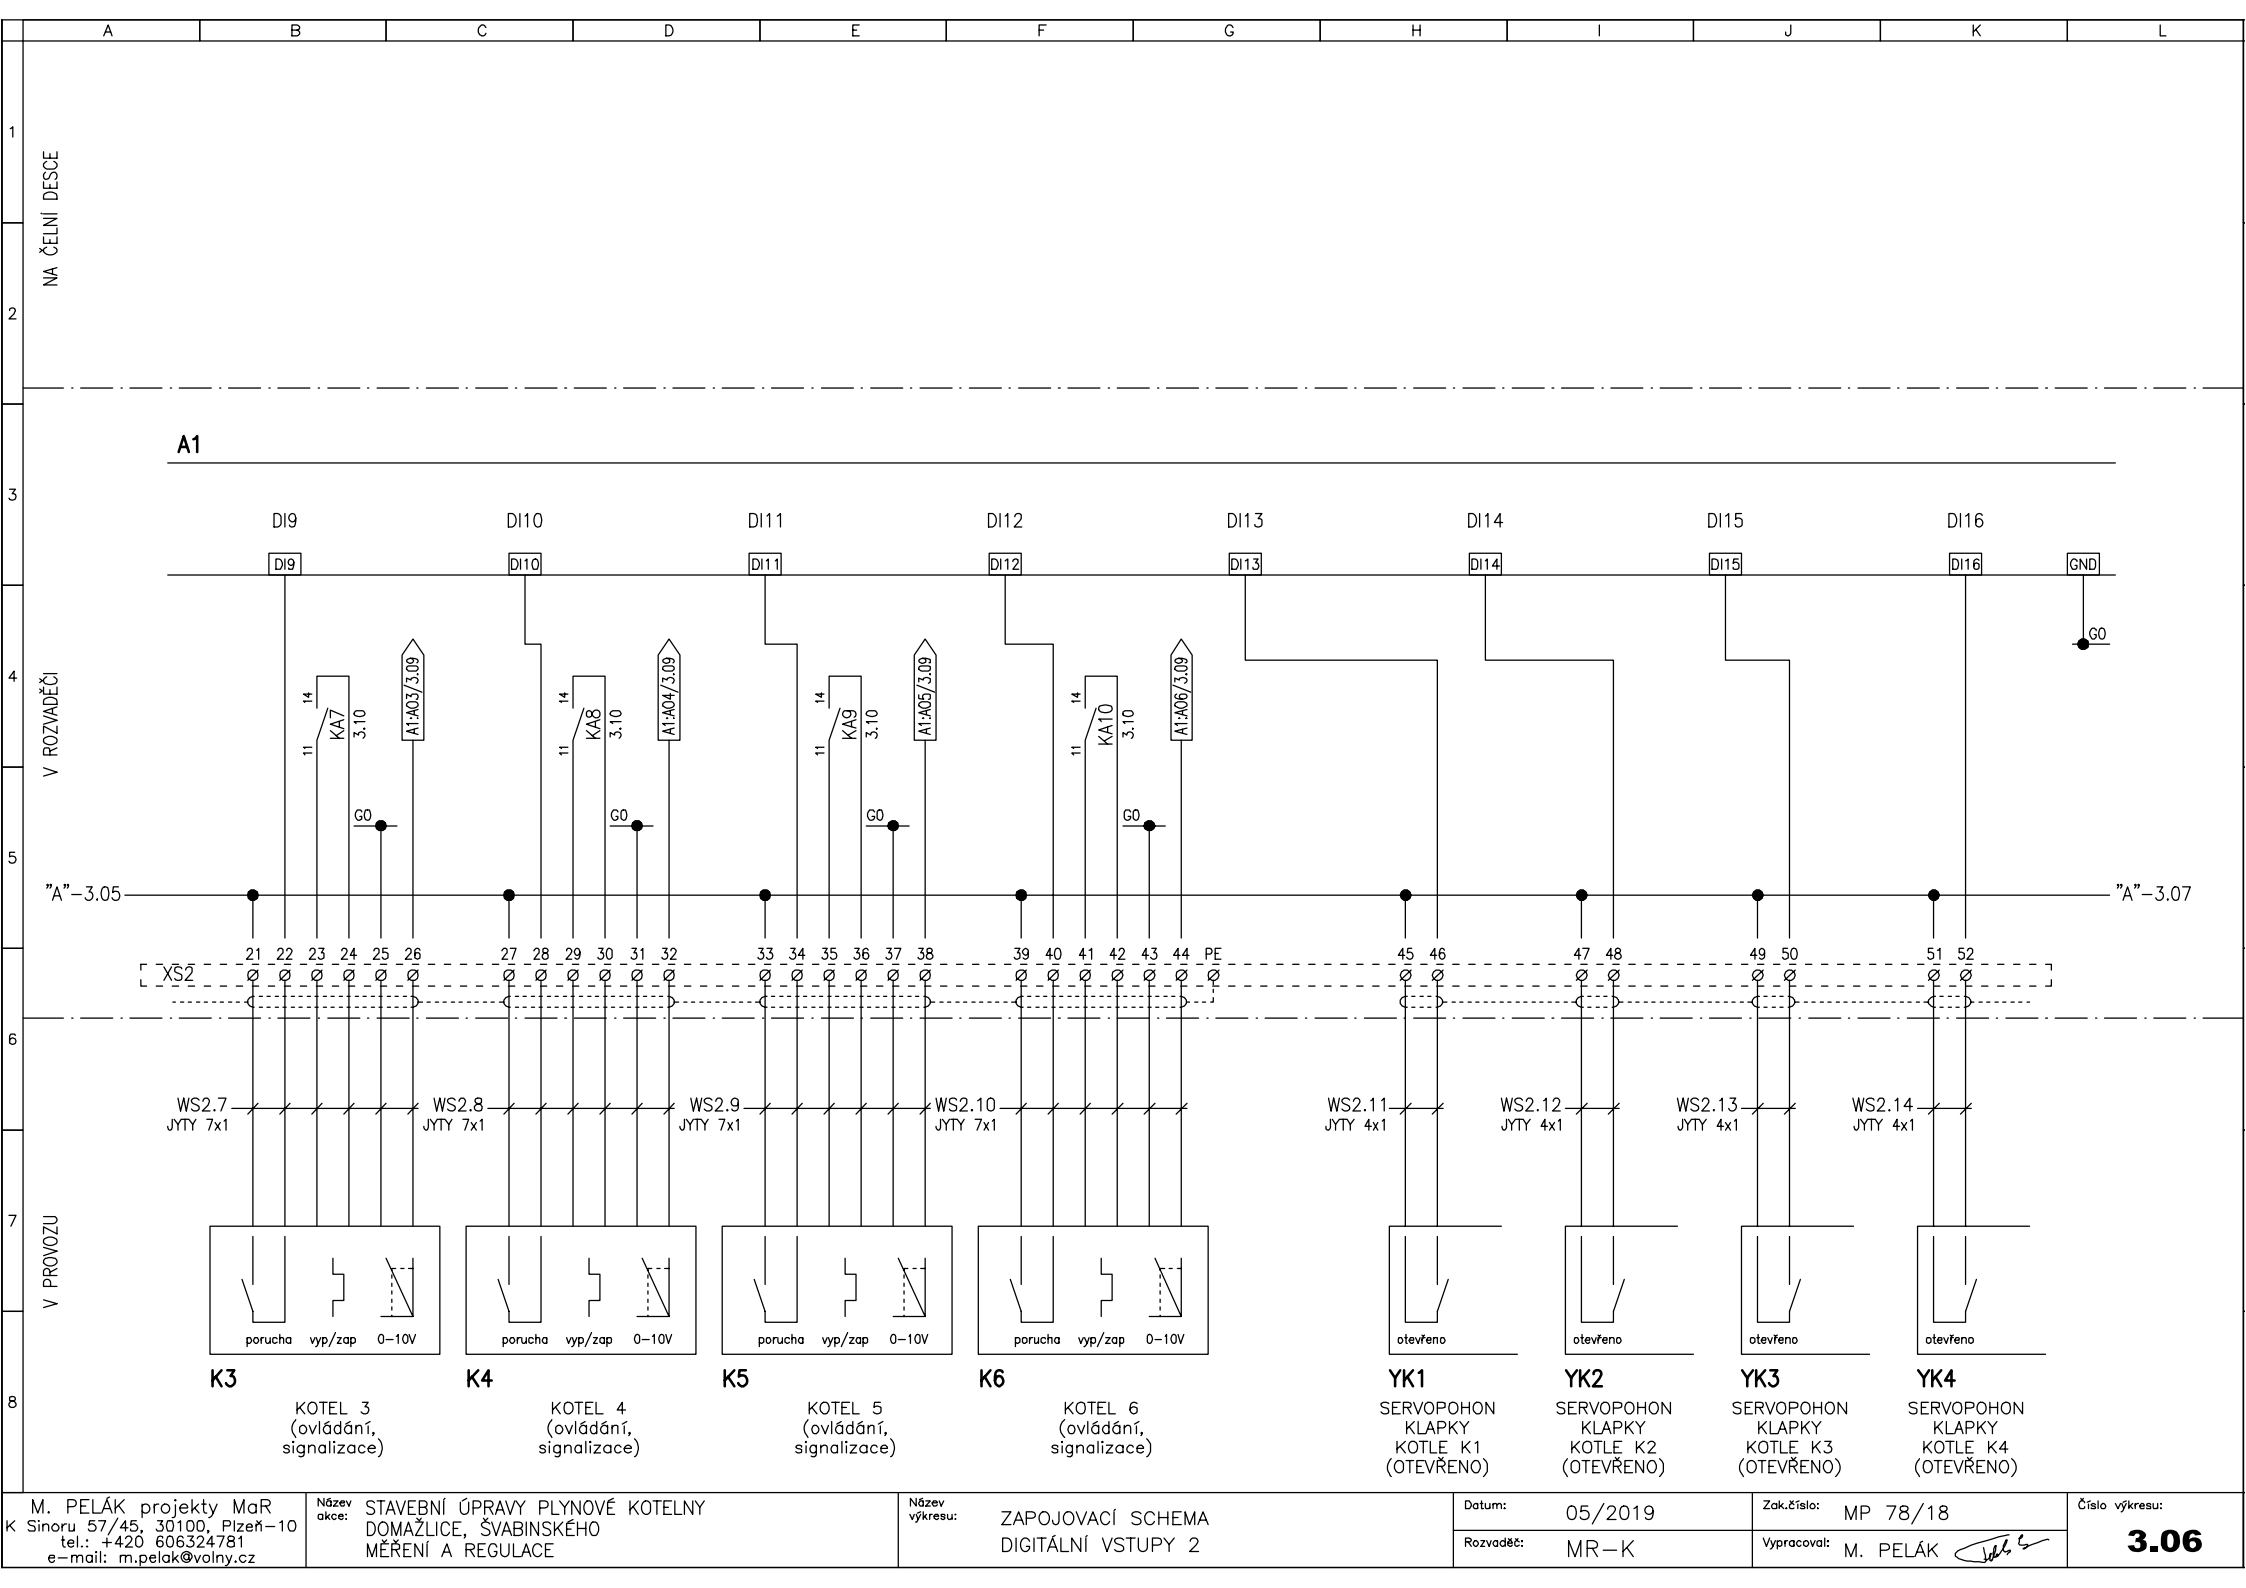 A B C D E F G H I J K L
1
2
3
4
5
6
7
8
NA ČELNÍ DESCE
V ROZVADĚČI
V PROVOZU
A1
DI9 DI10 DI11 DI12 DI13 DI14 DI15 DI16
DI9 DI10 DI11 DI12 DI13 DI14 DI15 DI16 GND
G0
14 11 KA7 3.10 A1:AO3/3.09
14 11 KA8 3.10 A1:AO4/3.09
14 11 KA9 3.10 A1:AO5/3.09
14 11 KA10 3.10 A1:AO6/3.09
G0 G0 G0 G0
"A"–3.05 "A"–3.07
21 22 23 24 25 26 27 28 29 30 31 32 33 34 35 36 37 38 39 40 41 42 43 44 PE 45 46 47 48 49 50 51 52
XS2
WS2.7 WS2.8 WS2.9 WS2.10 WS2.11 WS2.12 WS2.13 WS2.14
JYTY 7x1 JYTY 7x1 JYTY 7x1 JYTY 7x1 JYTY 4x1 JYTY 4x1 JYTY 4x1 JYTY 4x1
porucha vyp/zap 0–10V porucha vyp/zap 0–10V porucha vyp/zap 0–10V porucha vyp/zap 0–10V otevřeno otevřeno otevřeno otevřeno
K3 K4 K5 K6 YK1 YK2 YK3 YK4
KOTEL 3
(ovládání,
signalizace)
KOTEL 4
(ovládání,
signalizace)
KOTEL 5
(ovládání,
signalizace)
KOTEL 6
(ovládání,
signalizace)
SERVOPOHON
KLAPKY
KOTLE K1
(OTEVŘENO)
SERVOPOHON
KLAPKY
KOTLE K2
(OTEVŘENO)
SERVOPOHON
KLAPKY
KOTLE K3
(OTEVŘENO)
SERVOPOHON
KLAPKY
KOTLE K4
(OTEVŘENO)
M. PELÁK projekty MaR
K Sinoru 57/45, 30100, Plzeň–10
tel.: +420 606324781
e–mail: m.pelak@volny.cz
Název
akce:
STAVEBNÍ ÚPRAVY PLYNOVÉ KOTELNY
DOMAŽLICE, ŠVABINSKÉHO
MĚŘENÍ A REGULACE
Název
výkresu:
ZAPOJOVACÍ SCHEMA
DIGITÁLNÍ VSTUPY 2
Datum: 05/2019
Rozvaděč: MR–K
Zak.číslo: MP 78/18
Vypracoval: M. PELÁK
Číslo výkresu:
3.06